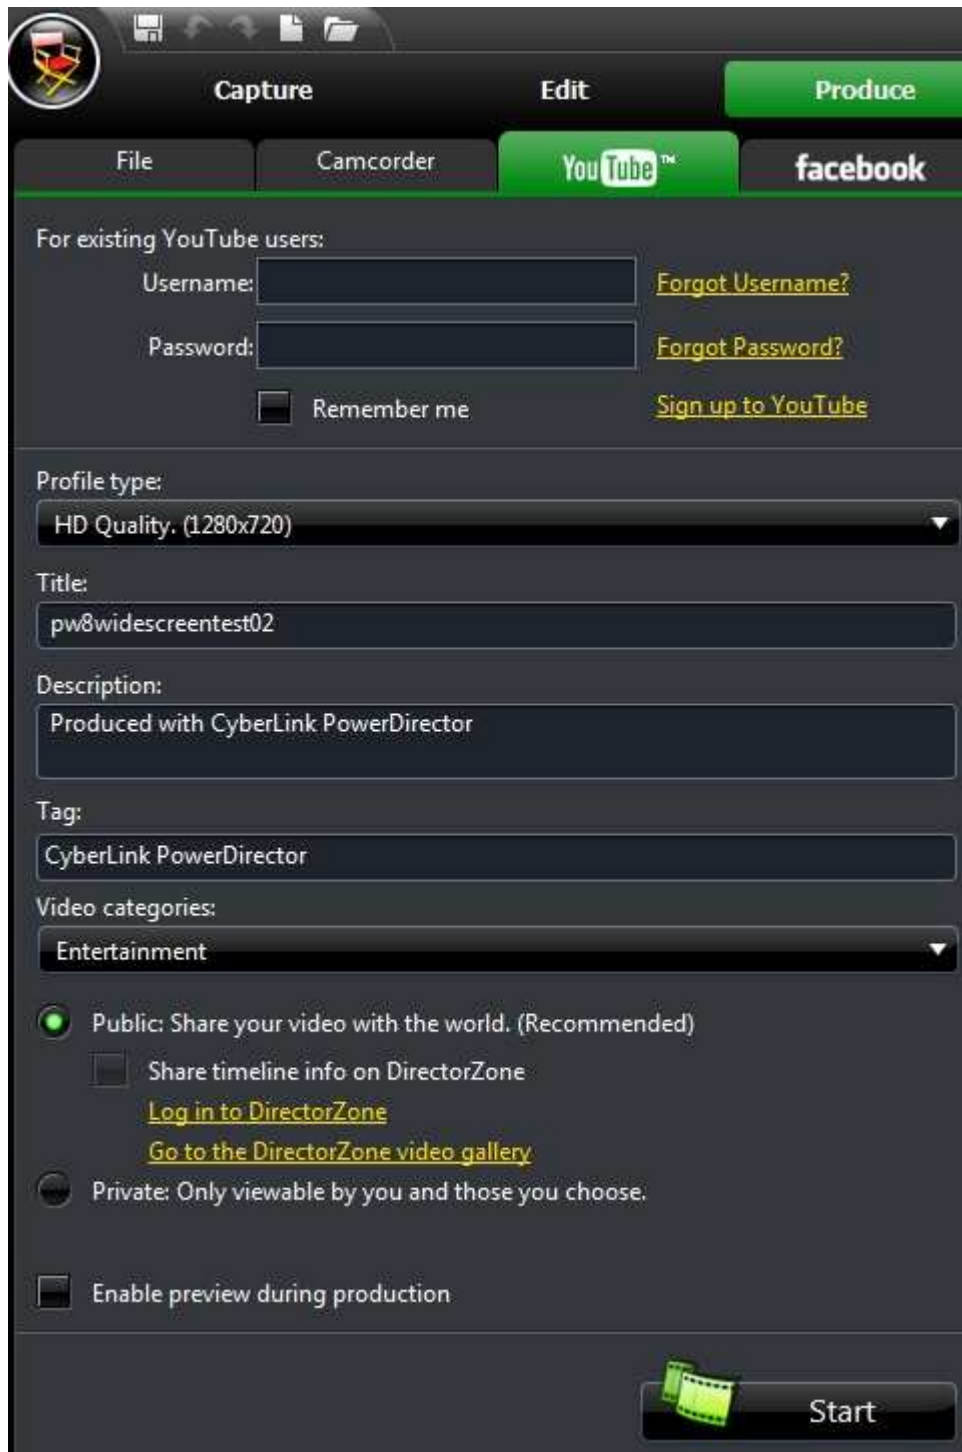 Capture Edit Produce
File Camcorder YouTube™ facebook
For existing YouTube users:
Username: Forgot Username?
Password: Forgot Password?
Remember me Sign up to YouTube
Profile type:
HD Quality. (1280x720)
Title:
pw8widescreentest02
Description:
Produced with CyberLink PowerDirector
Tag:
CyberLink PowerDirector
Video categories:
Entertainment
Public: Share your video with the world. (Recommended)
Share timeline info on DirectorZone
Log in to DirectorZone
Go to the DirectorZone video gallery
Private: Only viewable by you and those you choose.
Enable preview during production
Start